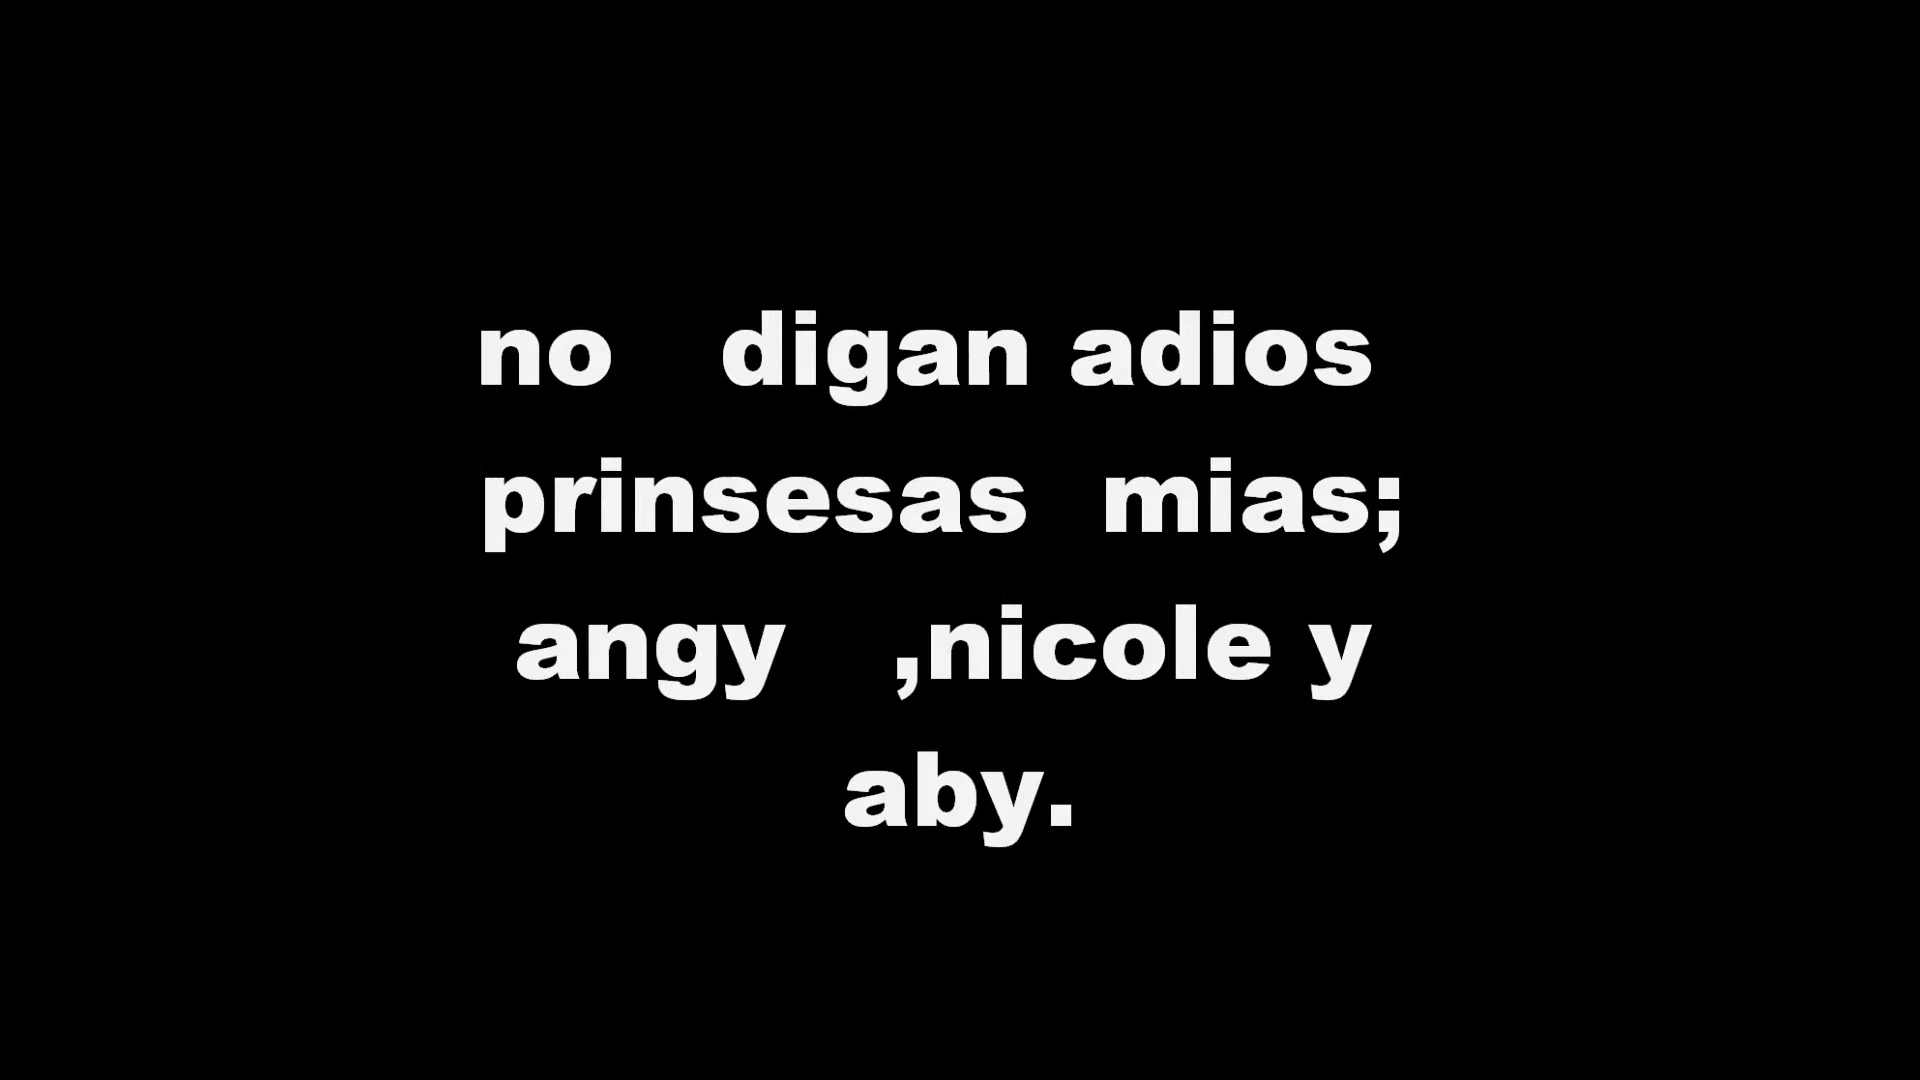 no digan adios
prinsesas mias;
angy ,nicole y
aby.